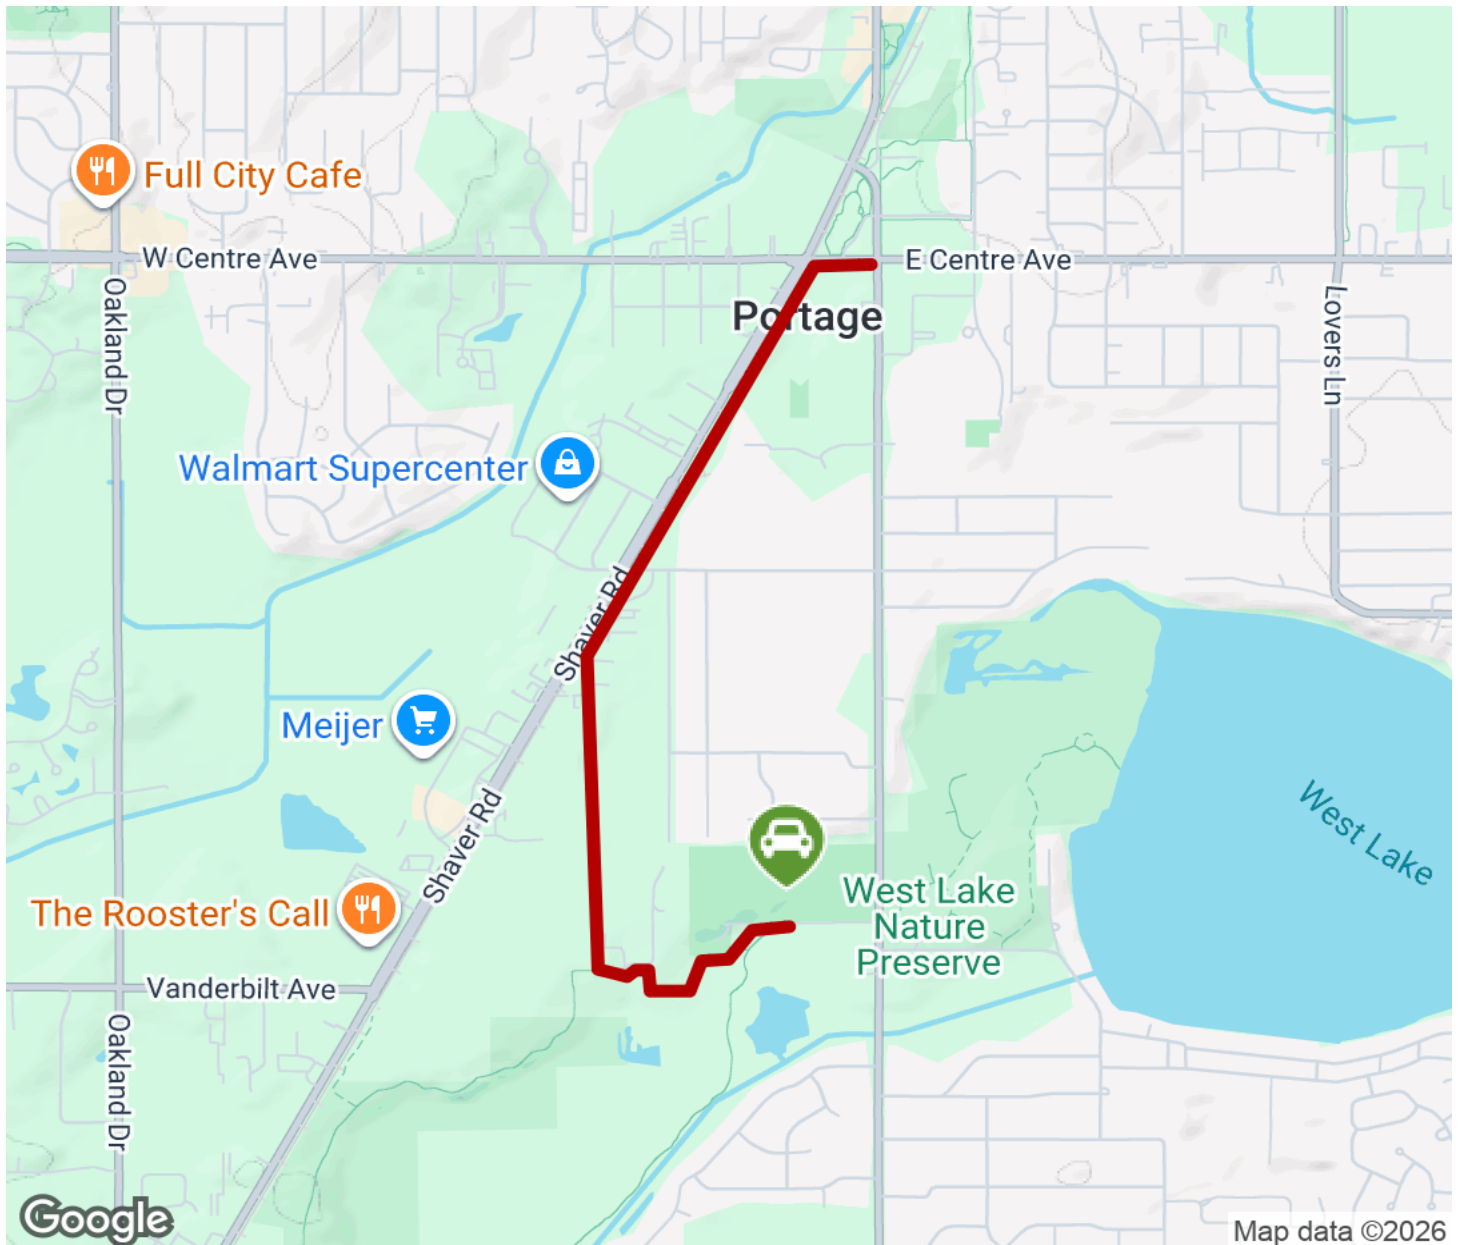 Full City Cafe
W Centre Ave
E Centre Ave
Oakland Dr
Portage
Lovers Ln
Walmart Supercenter
Shaver Rd
Meijer
West Lake
Shaver Rd
West Lake
Nature
Preserve
The Rooster's Call
Vanderbilt Ave
Oakland Dr
Google
Map data ©2026